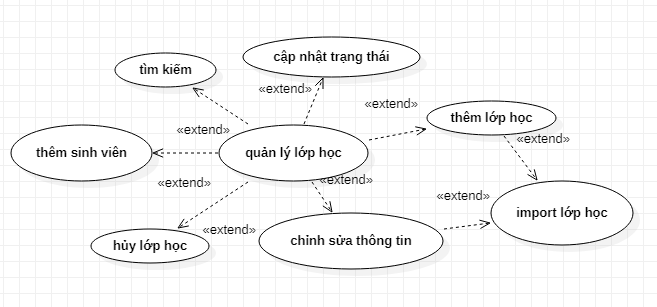 cập nhật trạng thái
tìm kiếm
«extend»
«extend»
thêm lớp học
«extend»
«extend»
thêm sinh viên
quản lý lớp học
«extend»
«extend»
«extend»
import lớp học
«extend»
hủy lớp học
chỉnh sửa thông tin